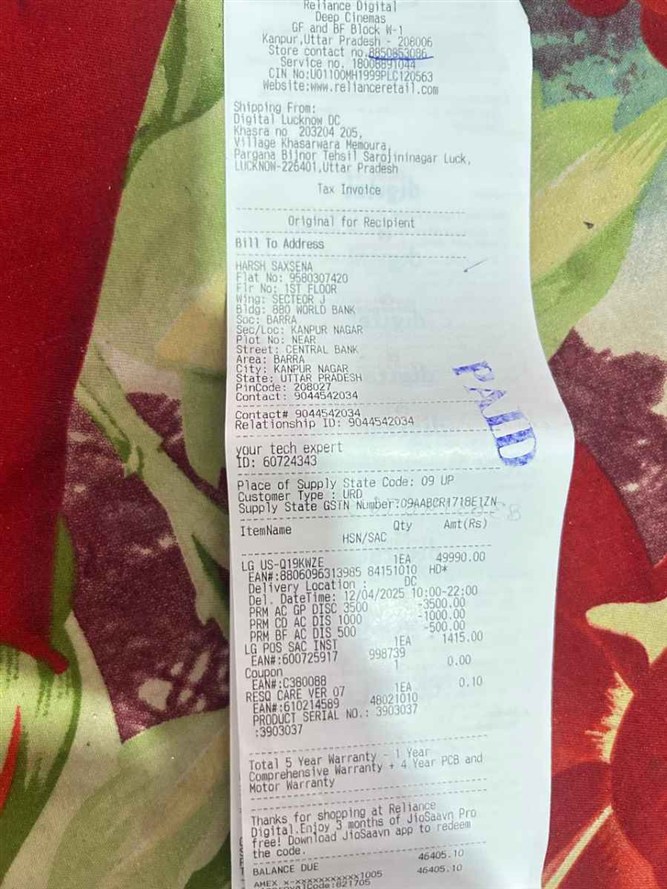 Reliance Digital
Deep Cinemas
GF and BF Block W-1
Kanpur,Uttar Pradesh - 208006
Store contact no 8850853086
Service no. 18008891044
CIN No:U01100MH1999PLC120563
Website:www.relianceretail.com
Shipping From:
Digital Lucknow DC
Khasra no 203204 205,
Village Khasarwara Memoura,
Pargana Bijnor Tehsil Sarojininagar Luck,
LUCKNOW-226401,Uttar Pradesh
Tax Invoice
Original for Recipient
Bill To Address
HARSH SAXSENA
Flat No: 9580307420
Flr No: 1ST FLOOR
Wing: SECTEOR J
Bldg: 880 WORLD BANK
Soc: BARRA
Sec/Loc: KANPUR NAGAR
Plot No: NEAR
Street: CENTRAL BANK
Area: BARRA
City: KANPUR NAGAR
State: UTTAR PRADESH
PinCode: 208027
Contact: 9044542034
Contact# 9044542034
Relationship ID: 9044542034
PAID
your tech expert
ID: 60724343
Place of Supply State Code: 09 UP
Customer Type : URD
Supply State GSTN Number:09AABCR1718E1ZN
ItemName Qty Amt(Rs)
HSN/SAC
LG US-Q19KWZE 1EA 49990.00
EAN#:8806096313985 84151010 HD*
Delivery Location : DC
Del. DateTime: 12/04/2025 10:00-22:00
PRM AC GP DISC 3500 -3500.00
PRM CD AC DIS 1000 -1000.00
PRM BF AC DIS 500 -500.00
LG POS SAC INST 1EA 1415.00
EAN#:600725917 998739
Coupon 1 0.00
EAN#:C380088
RESQ CARE VER 07 1EA 0.10
EAN#:610214589 48021010
PRODUCT SERIAL NO.: 3903037
:3903037
Total 5 Year Warranty - 1 Year
Comprehensive Warranty + 4 Year PCB and
Motor Warranty
Thanks for shopping at Reliance
Digital.Enjoy 3 months of JioSaavn Pro
free! Download JioSaavn app to redeem
the code.
BALANCE DUE 46405.10
AMEX X-XXXXXXXXXXX1005 46405.10
Code:821705